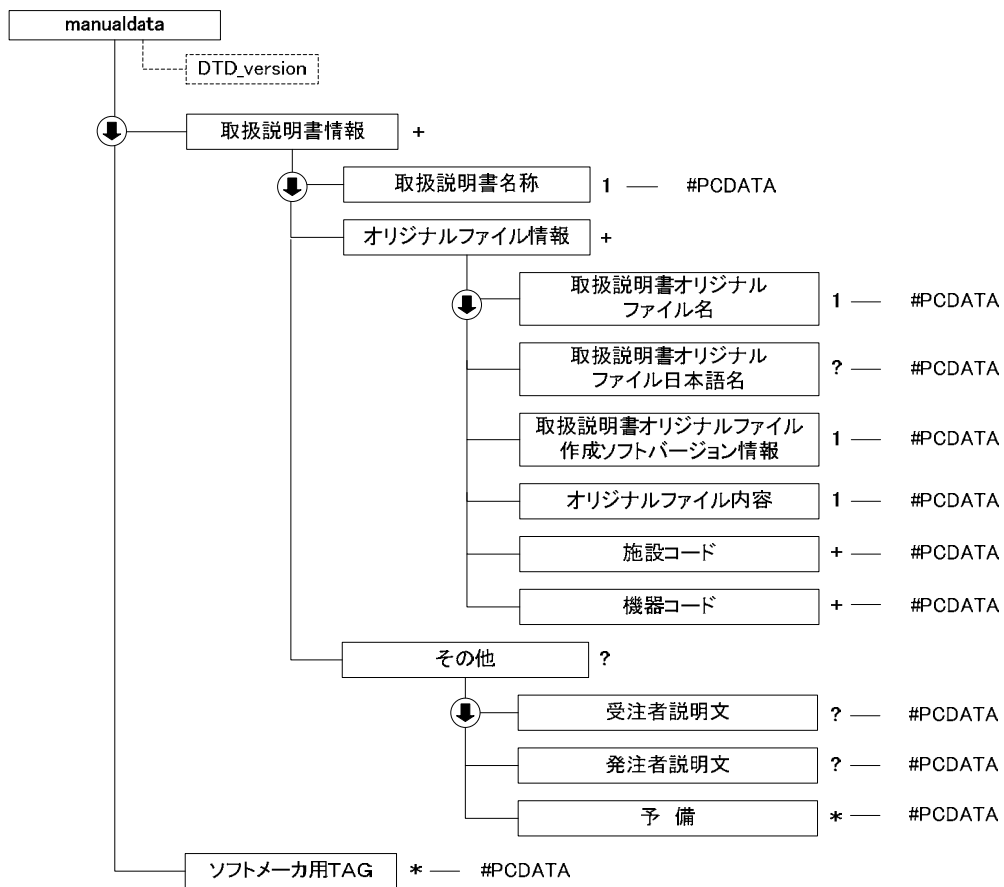 manualdata
DTD_version
取扱説明書情報 +
取扱説明書名称 1 #PCDATA
オリジナルファイル情報 +
取扱説明書オリジナル
ファイル名 1 #PCDATA
取扱説明書オリジナル
ファイル日本語名 ? #PCDATA
取扱説明書オリジナルファイル
作成ソフトバージョン情報 1 #PCDATA
オリジナルファイル内容 1 #PCDATA
施設コード + #PCDATA
機器コード + #PCDATA
その他 ?
受注者説明文 ? #PCDATA
発注者説明文 ? #PCDATA
予 備 * #PCDATA
ソフトメーカ用TAG * #PCDATA